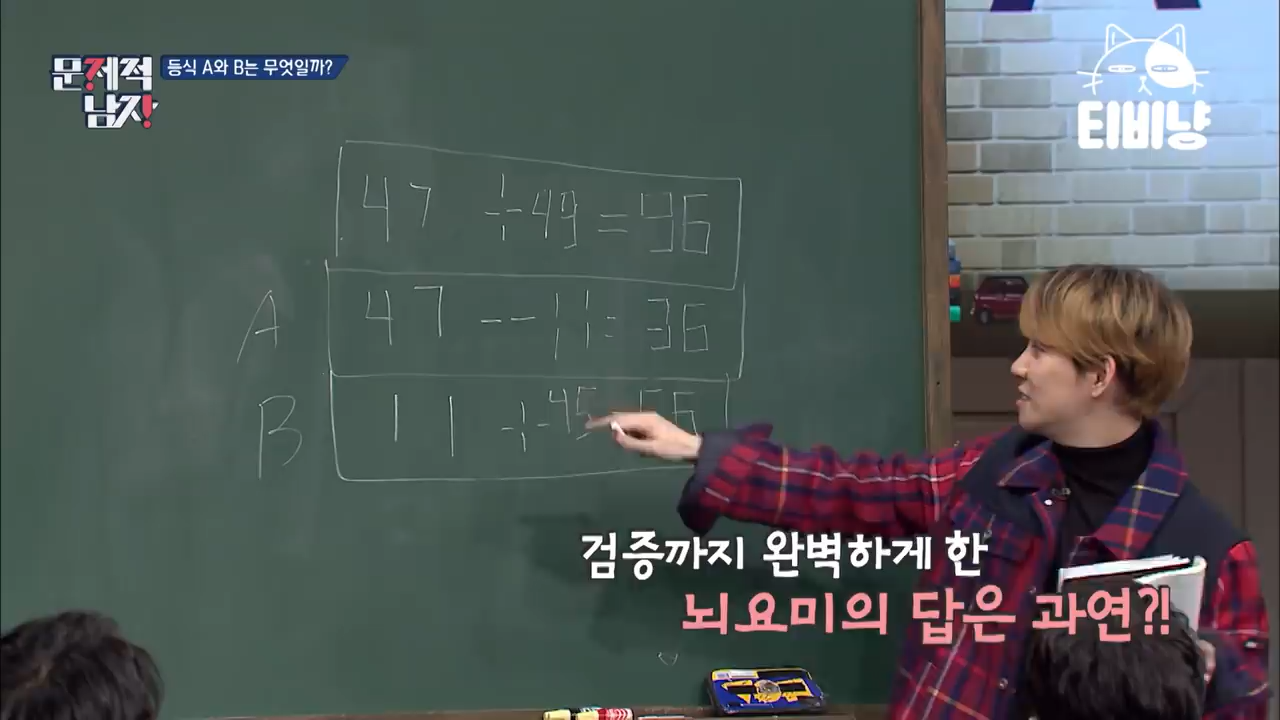 문제적
남자!
등식 A와 B는 무엇일까?
티비냥
47 ÷49=96
A 47 --11=36
B 11 +-45 56
검증까지 완벽하게 한
뇌요미의 답은 과연?!